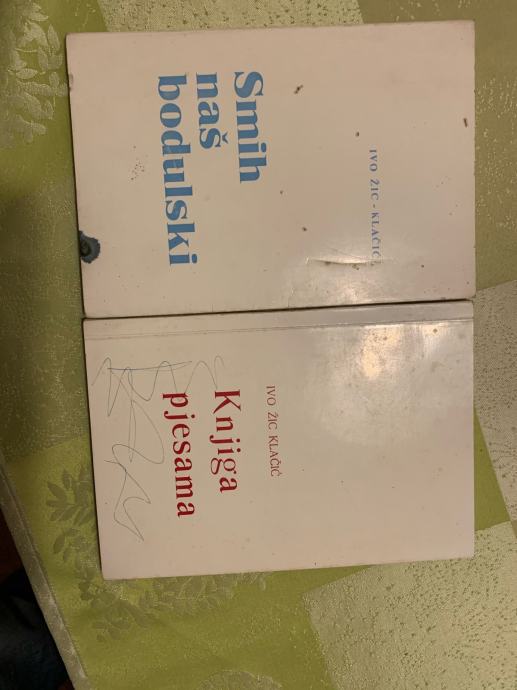 IVO ŽIC - KLAČIĆ
Smih
naš
bodulski
IVO ŽIC KLAČIĆ
Knjiga
pjesama